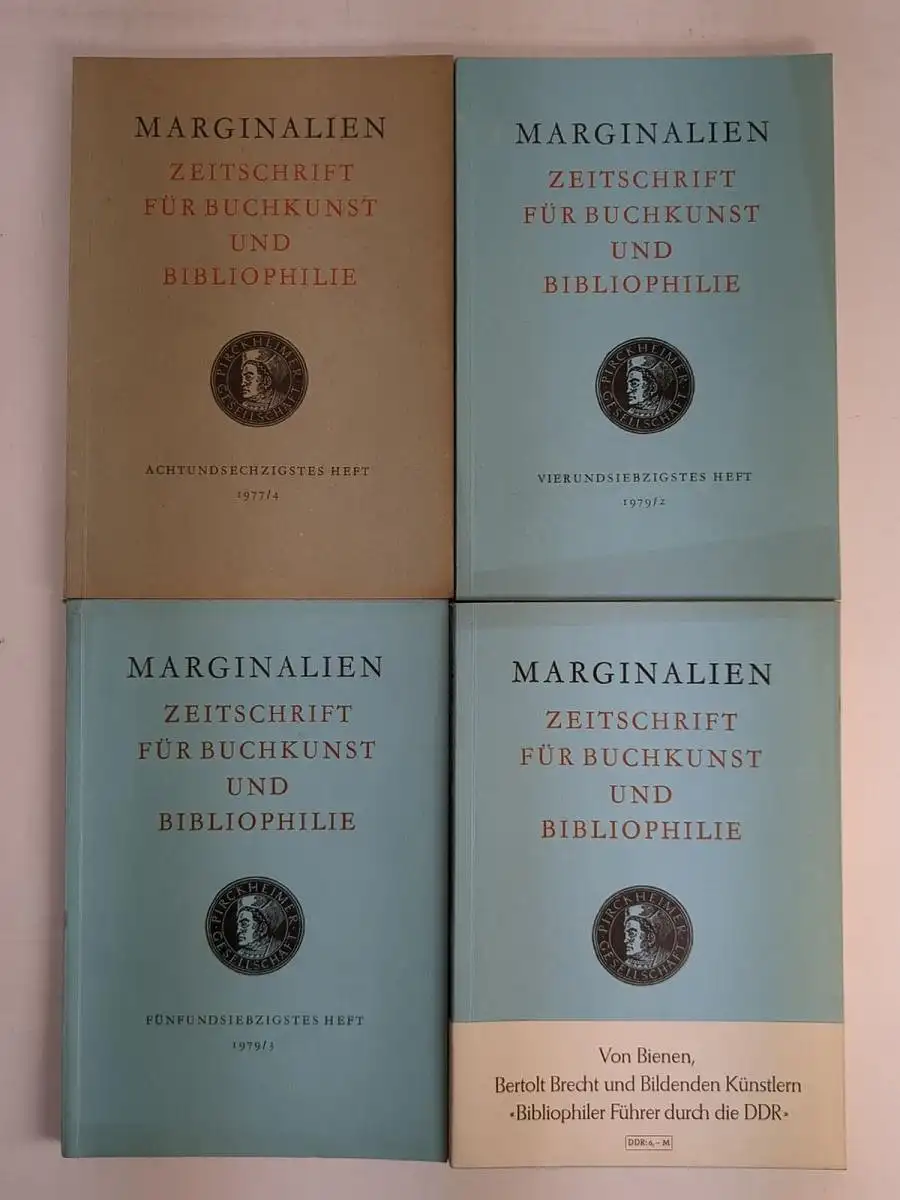 MARGINALIEN
ZEITSCHRIFT
FÜR BUCHKUNST
UND
BIBLIOPHILIE
PIRCKHEIMER
GESELLSCHAFT
ACHTUNDSECHZIGSTES HEFT
1977/4
MARGINALIEN
ZEITSCHRIFT
FÜR BUCHKUNST
UND
BIBLIOPHILIE
PIRCKHEIMER
GESELLSCHAFT
VIERUNDSIEBZIGSTES HEFT
1979/2
MARGINALIEN
ZEITSCHRIFT
FÜR BUCHKUNST
UND
BIBLIOPHILIE
PIRCKHEIMER
GESELLSCHAFT
FÜNFUNDSIEBZIGSTES HEFT
1979/3
MARGINALIEN
ZEITSCHRIFT
FÜR BUCHKUNST
UND
BIBLIOPHILIE
PIRCKHEIMER
GESELLSCHAFT
Von Bienen,
Bertolt Brecht und Bildenden Künstlern
«Bibliophiler Führer durch die DDR»
DDR: 6,– M